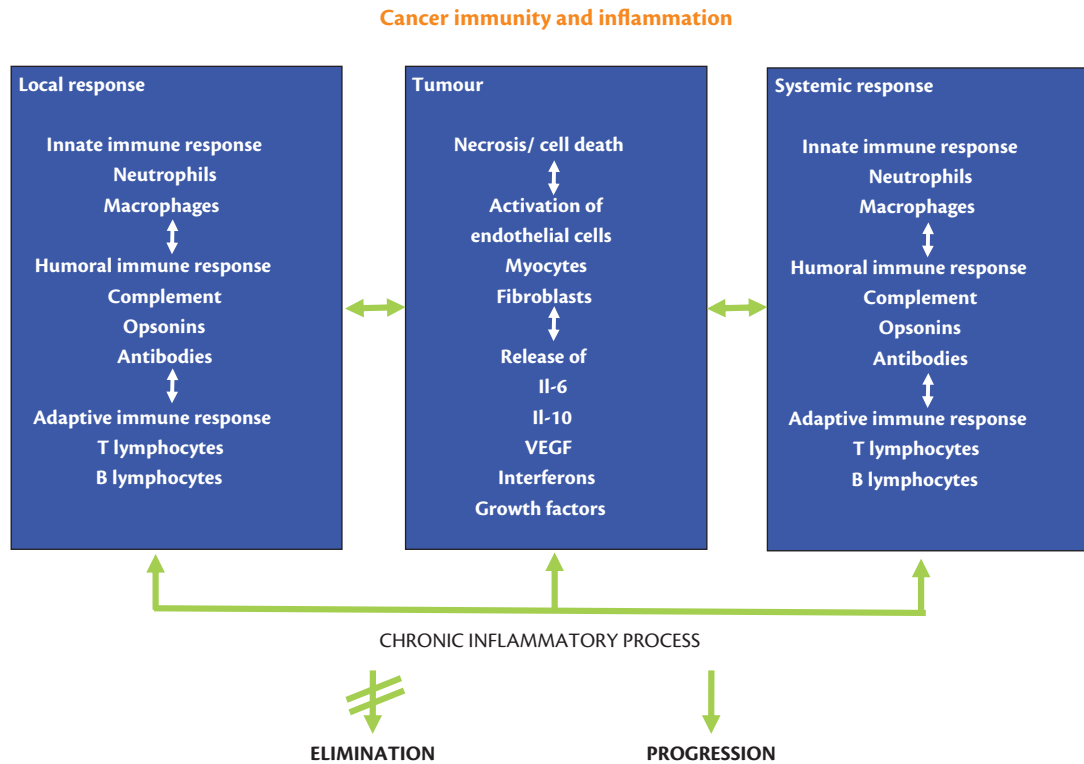 Cancer immunity and inflammation
Local response
Innate immune response
Neutrophils
Macrophages
Humoral immune response
Complement
Opsonins
Antibodies
Adaptive immune response
T lymphocytes
B lymphocytes
Tumour
Necrosis/ cell death
Activation of
endothelial cells
Myocytes
Fibroblasts
Release of
Il-6
Il-10
VEGF
Interferons
Growth factors
Systemic response
Innate immune response
Neutrophils
Macrophages
Humoral immune response
Complement
Opsonins
Antibodies
Adaptive immune response
T lymphocytes
B lymphocytes
CHRONIC INFLAMMATORY PROCESS
ELIMINATION
PROGRESSION